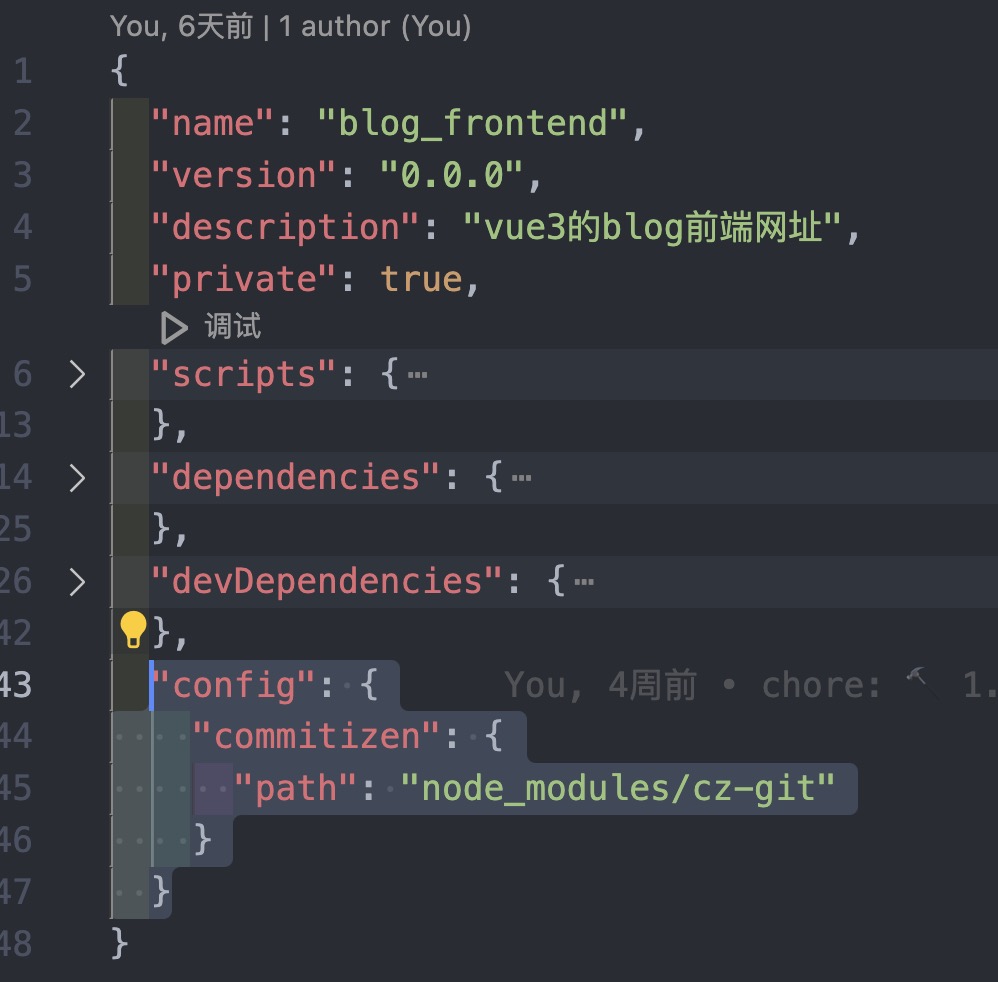 You, 6天前 | 1 author (You)
1 {
2 "name": "blog_frontend",
3 "version": "0.0.0",
4 "description": "vue3的blog前端网址",
5 "private": true,
调试
6 "scripts": {…
13 },
14 "dependencies": {…
25 },
26 "devDependencies": {…
42 },
43 "config": { You, 4周前 • chore: 🔨 1.
44 "commitizen": {
45 "path": "node_modules/cz-git"
46 }
47 }
48 }